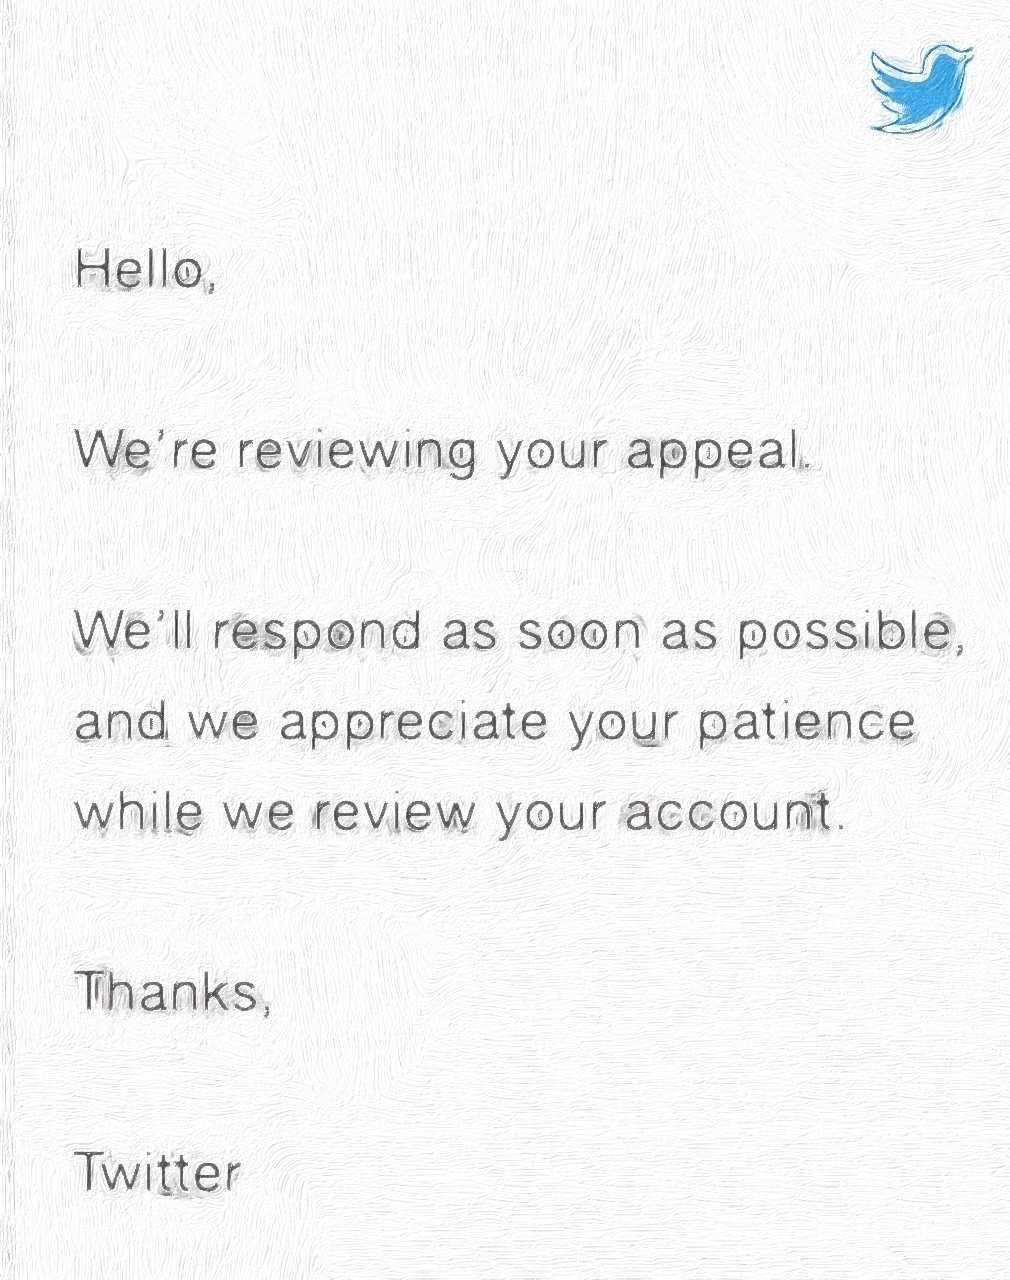 Hello,
We're reviewing your appeal.
We'll respond as soon as possible,
and we appreciate your patience
while we review your account.
Thanks,
Twitter